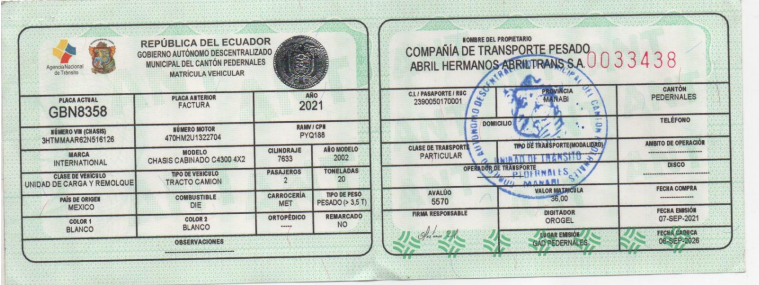 Agencia Nacional
de Tránsito
REPÚBLICA DEL ECUADOR
GOBIERNO AUTÓNOMO DESCENTRALIZADO
MUNICIPAL DEL CANTÓN PEDERNALES
MATRÍCULA VEHICULAR
PLACA ACTUAL
GBN8358
PLACA ANTERIOR
FACTURA
AÑO
2021
NÚMERO VIN (CHASIS)
3HTMMAAR62N516126
NÚMERO MOTOR
470HM2U1322704
RAMV / CPN
PYQ188
MARCA
INTERNATIONAL
MODELO
CHASIS CABINADO C4300 4X2
CILINDRAJE
7633
AÑO MODELO
2002
CLASE DE VEHÍCULO
UNIDAD DE CARGA Y REMOLQUE
TIPO DE VEHÍCULO
TRACTO CAMION
PASAJEROS
2
TONELADAS
20
PAÍS DE ORIGEN
MEXICO
COMBUSTIBLE
DIE
CARROCERÍA
MET
TIPO DE PESO
PESADO (> 3,5 T)
COLOR 1
BLANCO
COLOR 2
BLANCO
ORTOPÉDICO
-----
REMARCADO
NO
OBSERVACIONES
NOMBRE DEL PROPIETARIO
COMPAÑÍA DE TRANSPORTE PESADO
ABRIL HERMANOS ABRILTRANS S.A.
0033438
C.I. / PASAPORTE / RUC
2390050170001
PROVINCIA
MANABI
CANTÓN
PEDERNALES
DOMICILIO
TELÉFONO
CLASE DE TRANSPORTE
PARTICULAR
TIPO DE TRANSPORTE(MODALIDAD)
AMBITO DE OPERACIÓN
OPERADOR DE TRANSPORTE
DISCO
UNIDAD DE TRANSITO
PEDERNALES
MANABI
AVALÚO
5570
VALOR MATRICULA
36,00
FECHA COMPRA
FIRMA RESPONSABLE
DIGITADOR
OROGEL
FECHA EMISIÓN
07-SEP-2021
LUGAR EMISIÓN
GAD PEDERNALES
FECHA CADUCA
06-SEP-2026